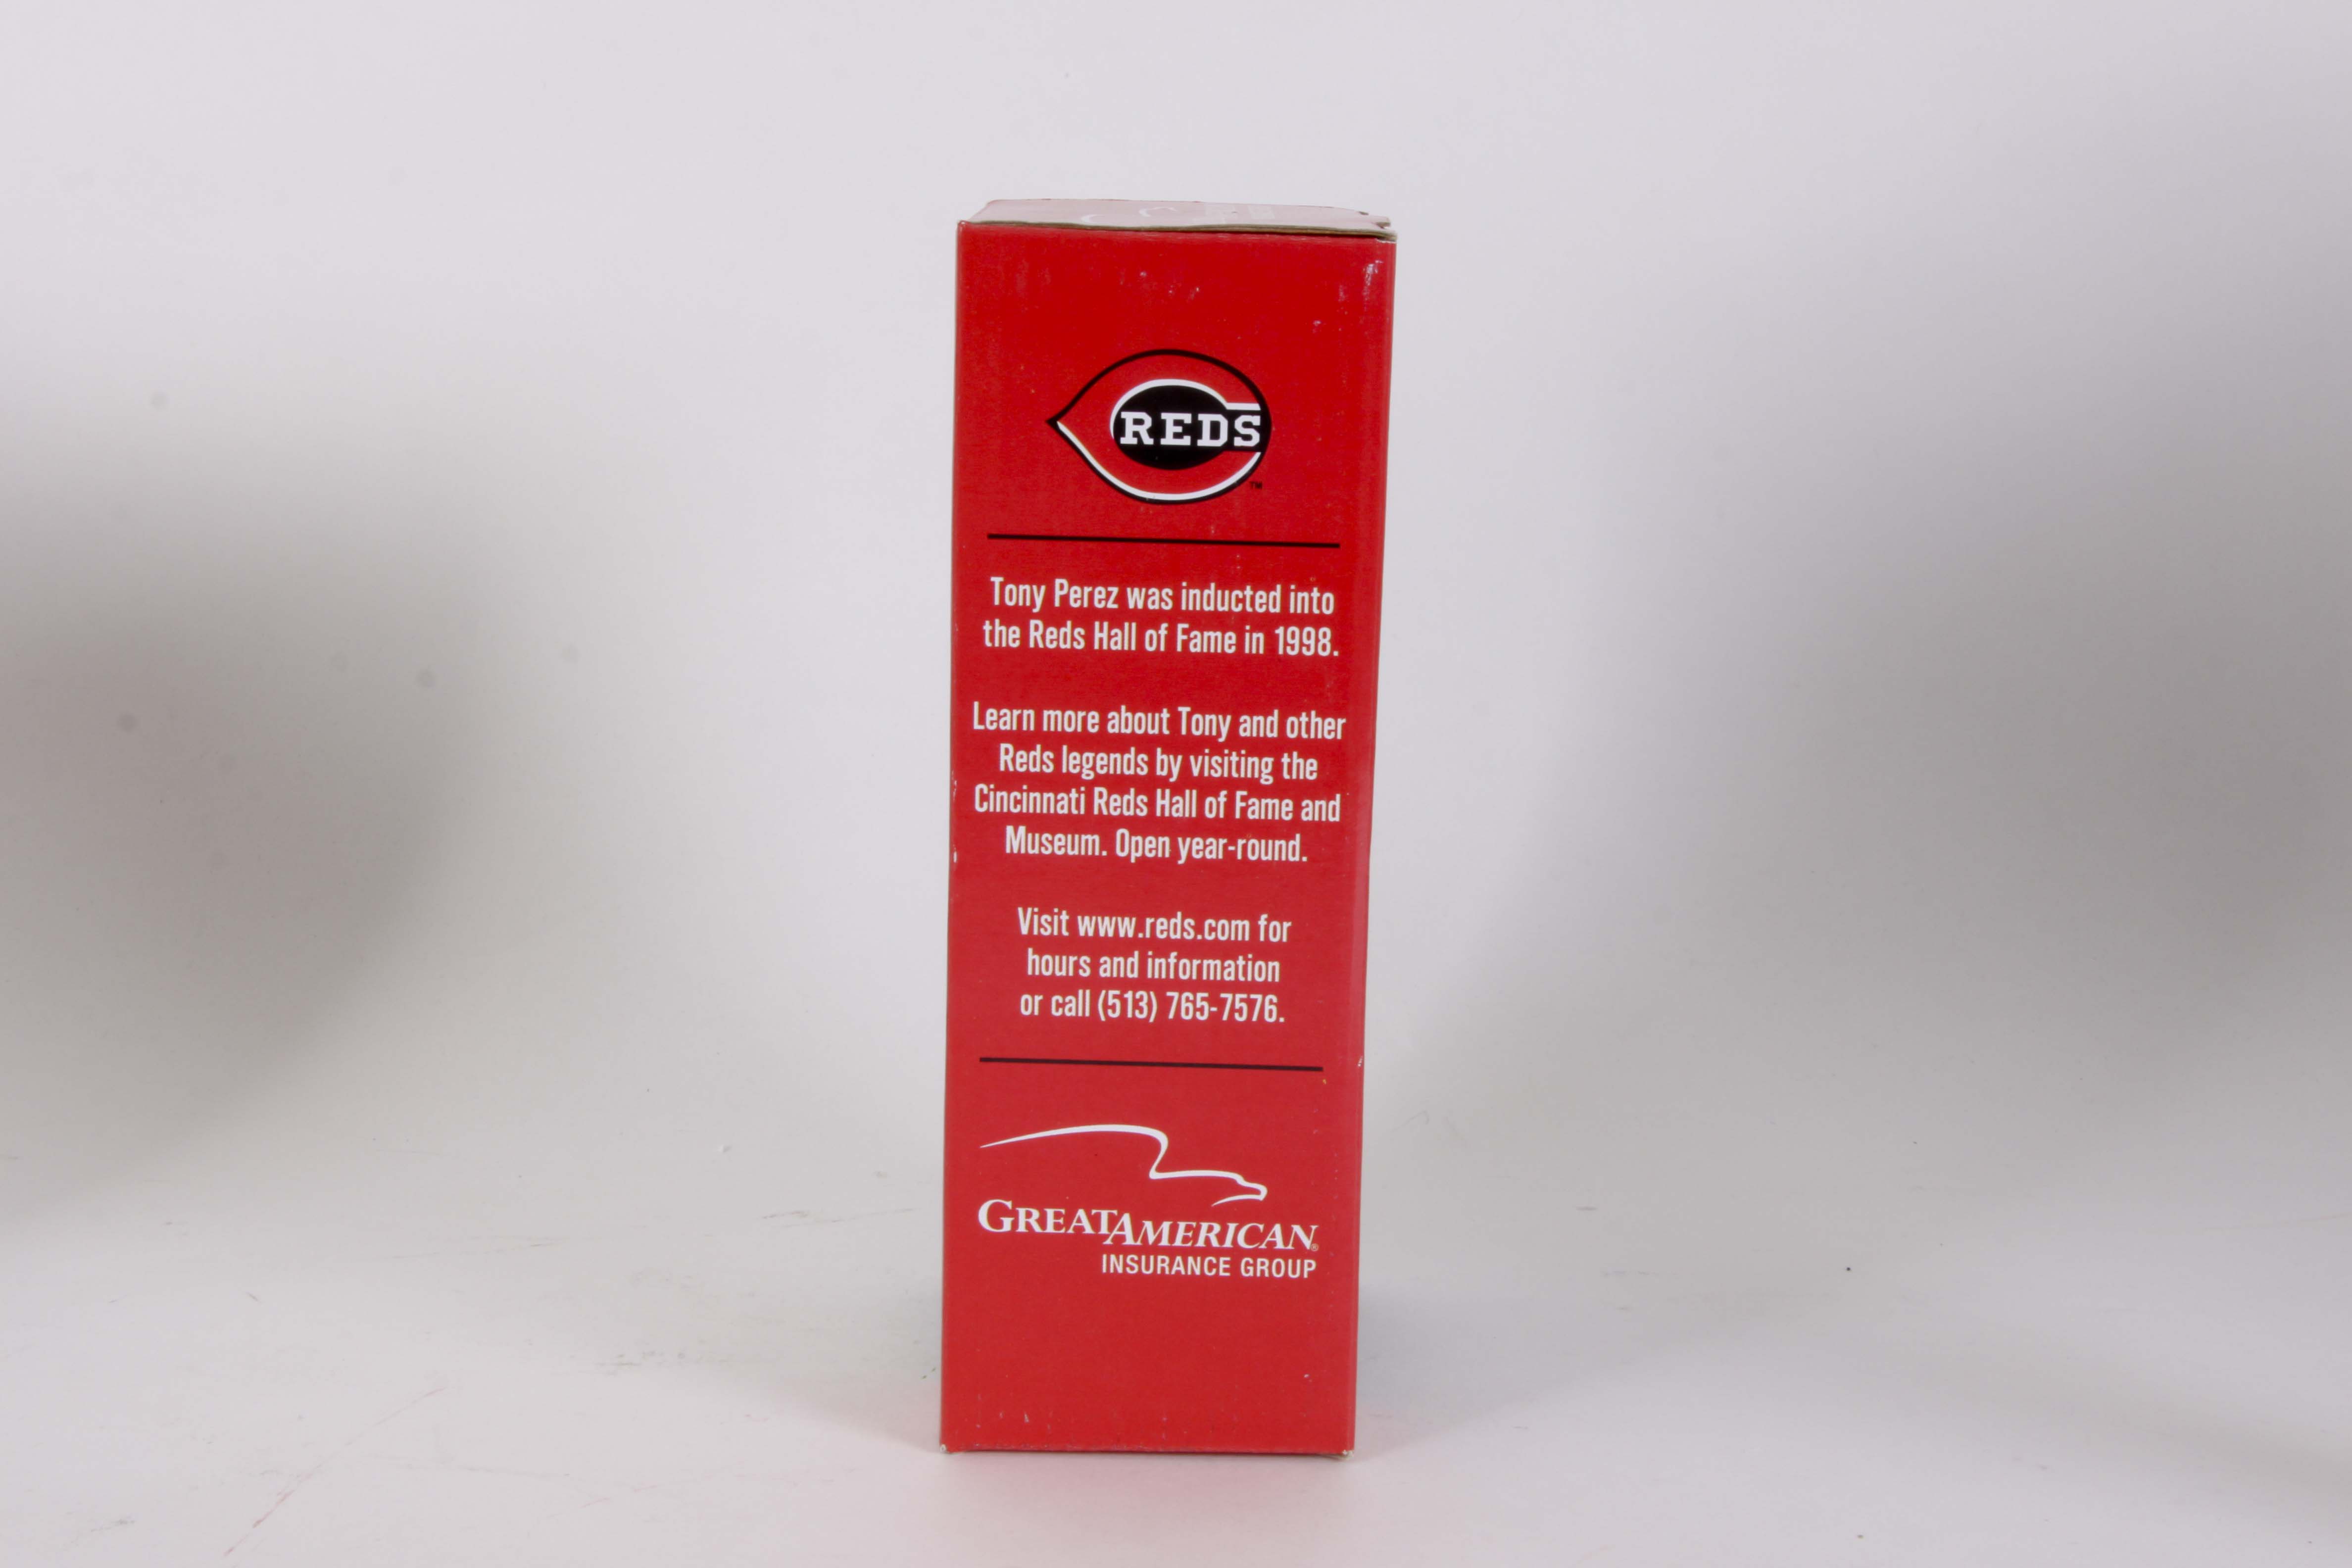 REDS
TM
Tony Perez was inducted into
the Reds Hall of Fame in 1998.
Learn more about Tony and other
Reds legends by visiting the
Cincinnati Reds Hall of Fame and
Museum. Open year-round.
Visit www.reds.com for
hours and information
or call (513) 765-7576.
GREATAMERICAN®
INSURANCE GROUP